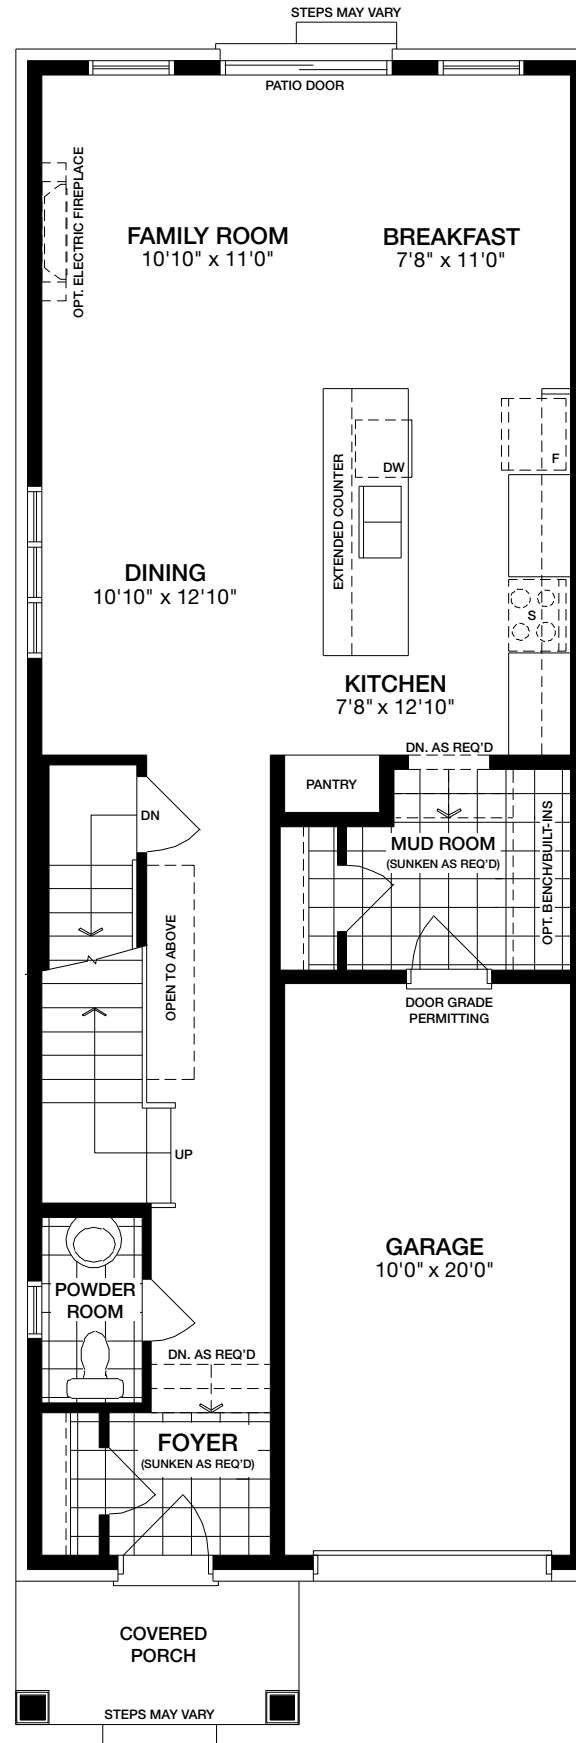 STEPS MAY VARY
PATIO DOOR
OPT. ELECTRIC FIREPLACE
FAMILY ROOM
10'10" x 11'0"
BREAKFAST
7'8" x 11'0"
EXTENDED COUNTER
DW
F
S
DINING
10'10" x 12'10"
KITCHEN
7'8" x 12'10"
DN. AS REQ'D
PANTRY
DN
MUD ROOM
(SUNKEN AS REQ'D)
OPT. BENCH/BUILT-INS
OPEN TO ABOVE
DOOR GRADE
PERMITTING
UP
GARAGE
10'0" x 20'0"
POWDER
ROOM
DN. AS REQ'D
FOYER
(SUNKEN AS REQ'D)
COVERED
PORCH
STEPS MAY VARY